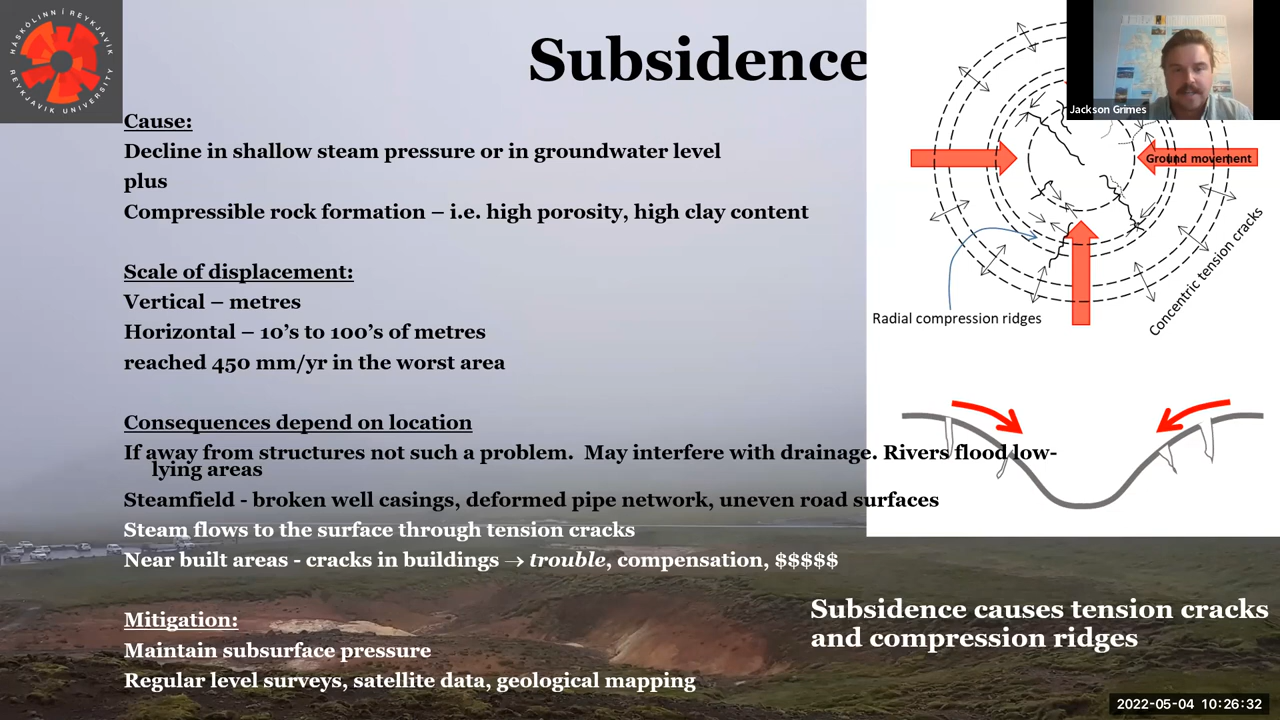 HÁSKÓLINN Í REYKJAVÍK
REYKJAVIK UNIVERSITY
Subsidence
Jackson Grimes
Cause:
Decline in shallow steam pressure or in groundwater level
plus
Compressible rock formation – i.e. high porosity, high clay content
Ground movement
Radial compression ridges
Concentric tension cracks
Scale of displacement:
Vertical – metres
Horizontal – 10's to 100's of metres
reached 450 mm/yr in the worst area
Consequences depend on location
If away from structures not such a problem.  May interfere with drainage. Rivers flood low-
lying areas
Steamfield - broken well casings, deformed pipe network, uneven road surfaces
Steam flows to the surface through tension cracks
Near built areas - cracks in buildings → trouble, compensation, $$$$$
Subsidence causes tension cracks
and compression ridges
Mitigation:
Maintain subsurface pressure
Regular level surveys, satellite data, geological mapping
2022-05-04 10:26:32